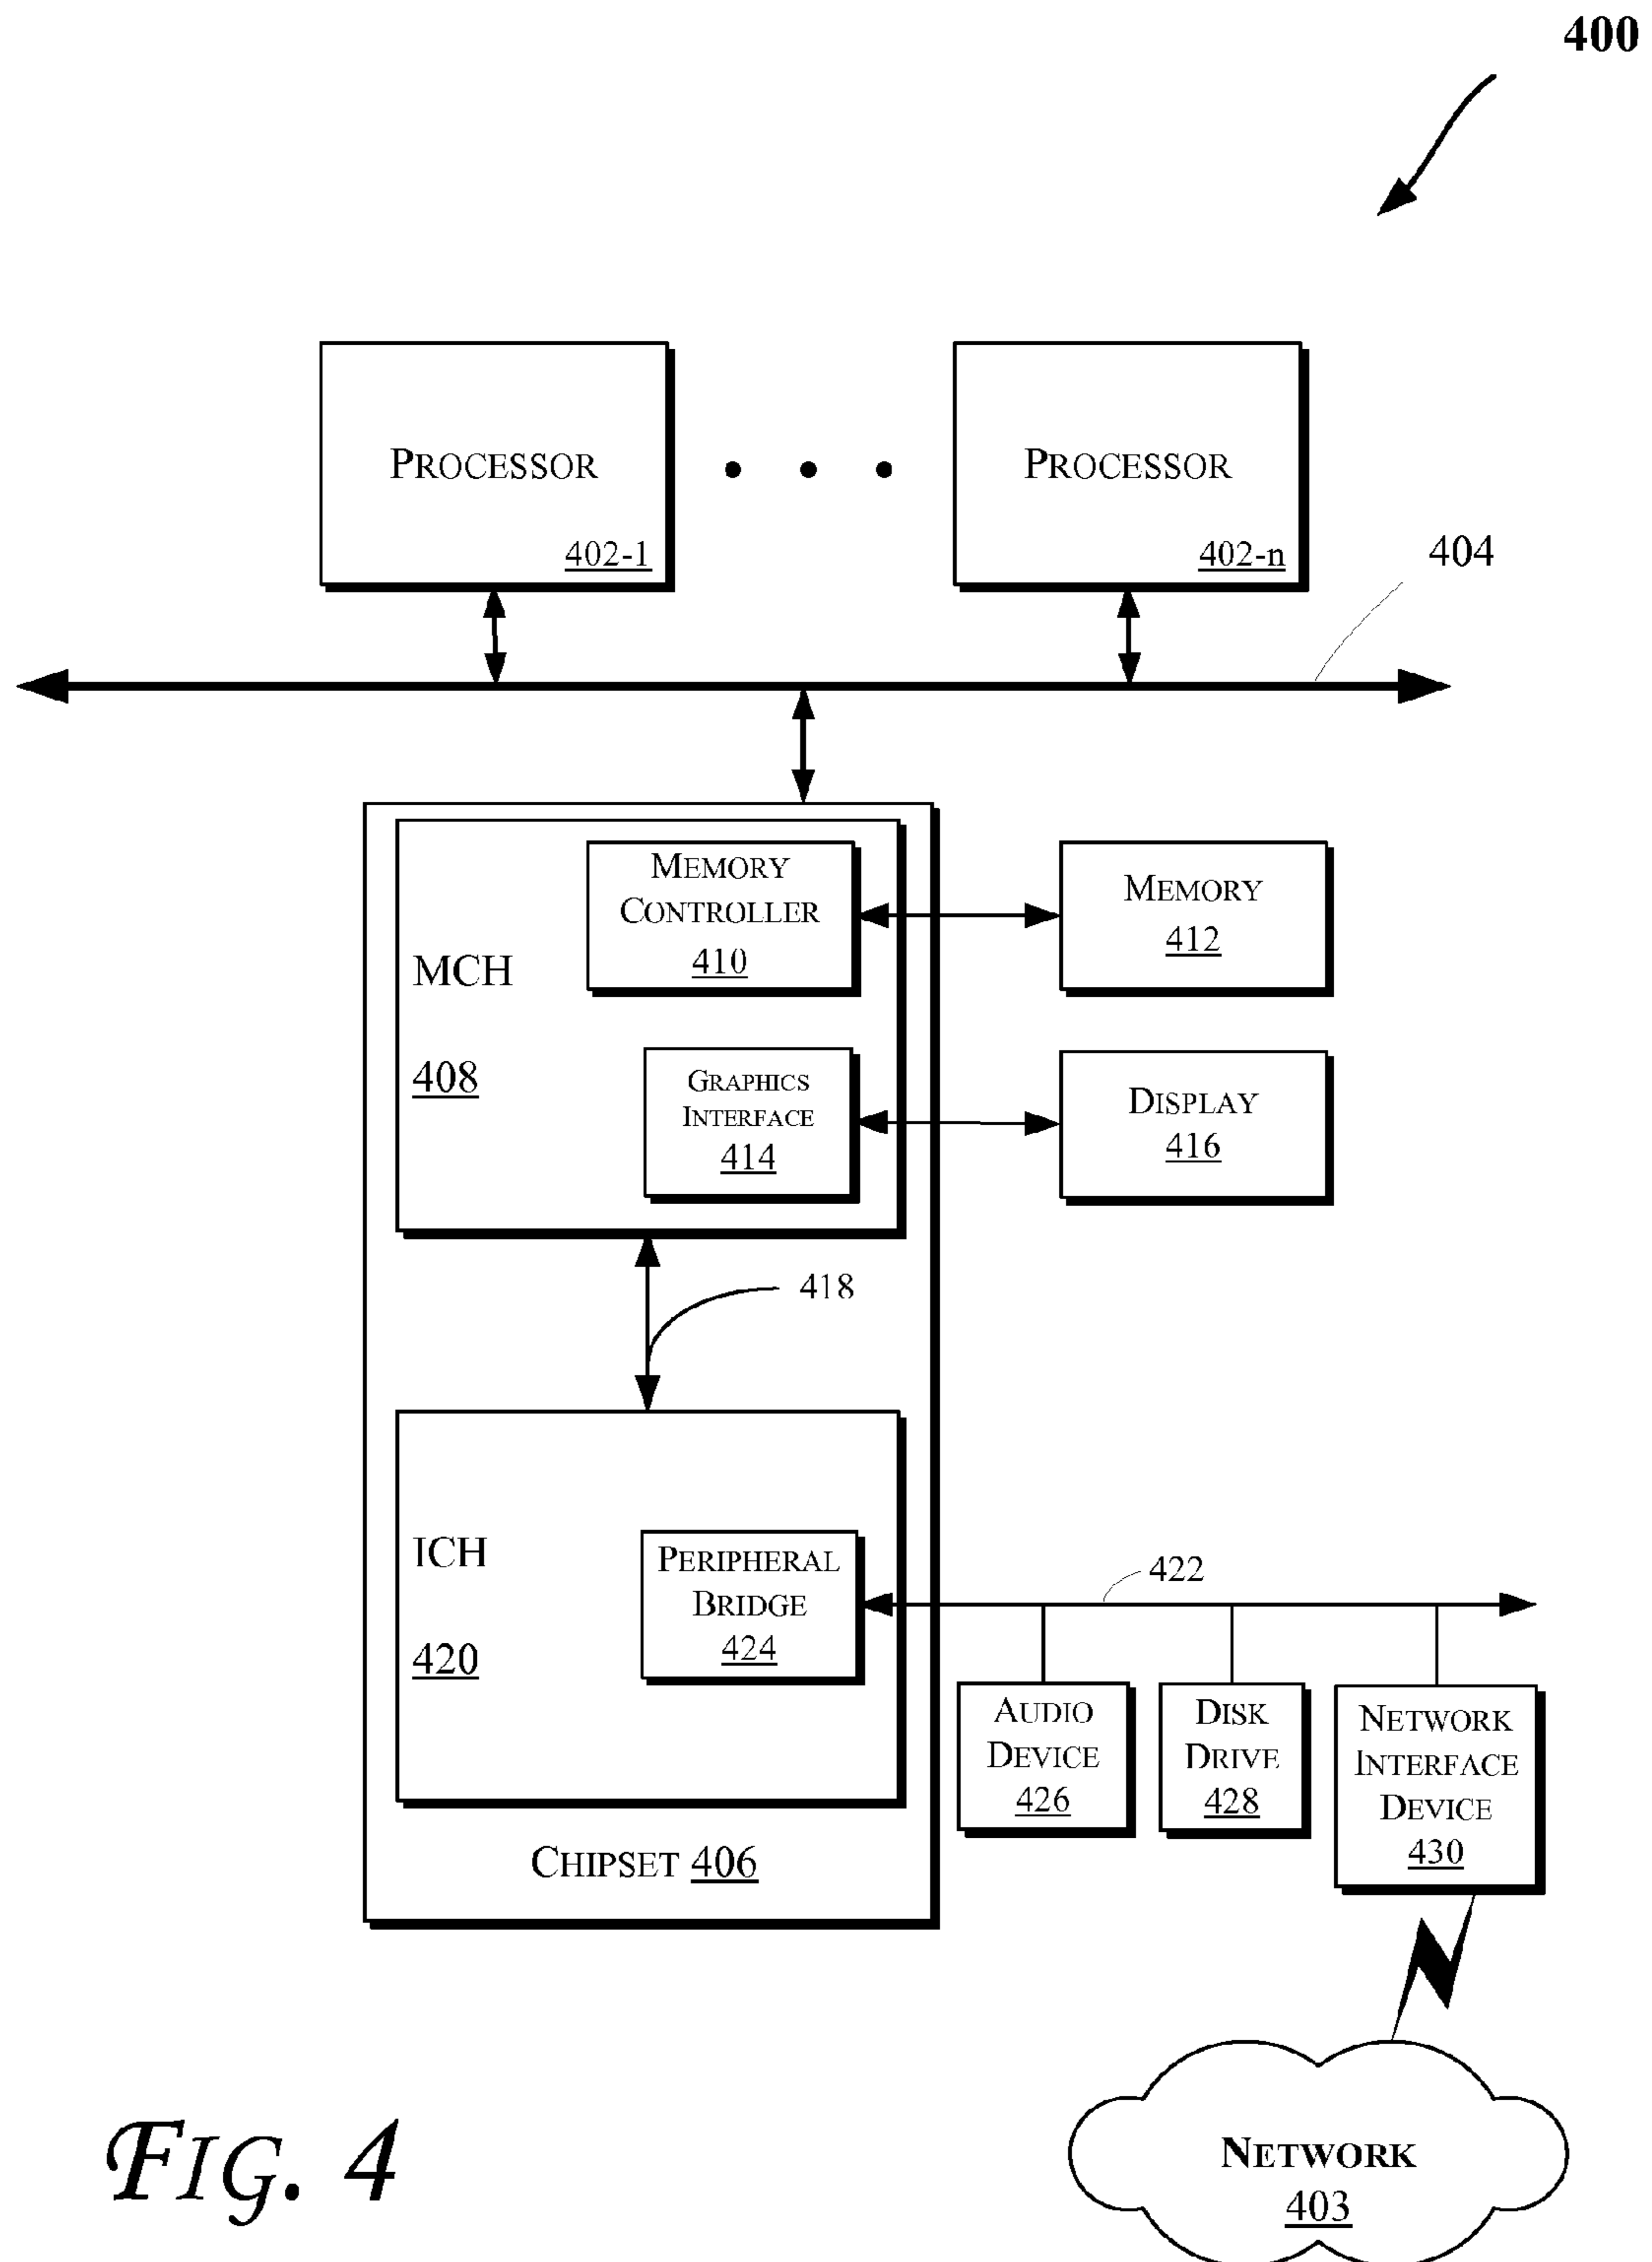 400
PROCESSOR
402-1
PROCESSOR
402-n
404
MEMORY
CONTROLLER
410
MEMORY
412
MCH
408
GRAPHICS
INTERFACE
414
DISPLAY
416
418
ICH
420
PERIPHERAL
BRIDGE
424
422
AUDIO
DEVICE
426
DISK
DRIVE
428
NETWORK
INTERFACE
DEVICE
430
CHIPSET 406
NETWORK
403
FIG. 4